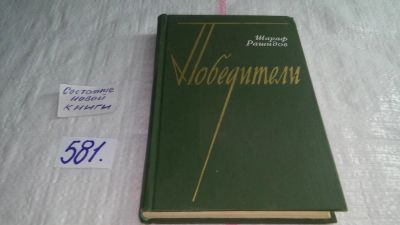 Шараф
Рашидов
Победители
Состояние
новой
книги
581.